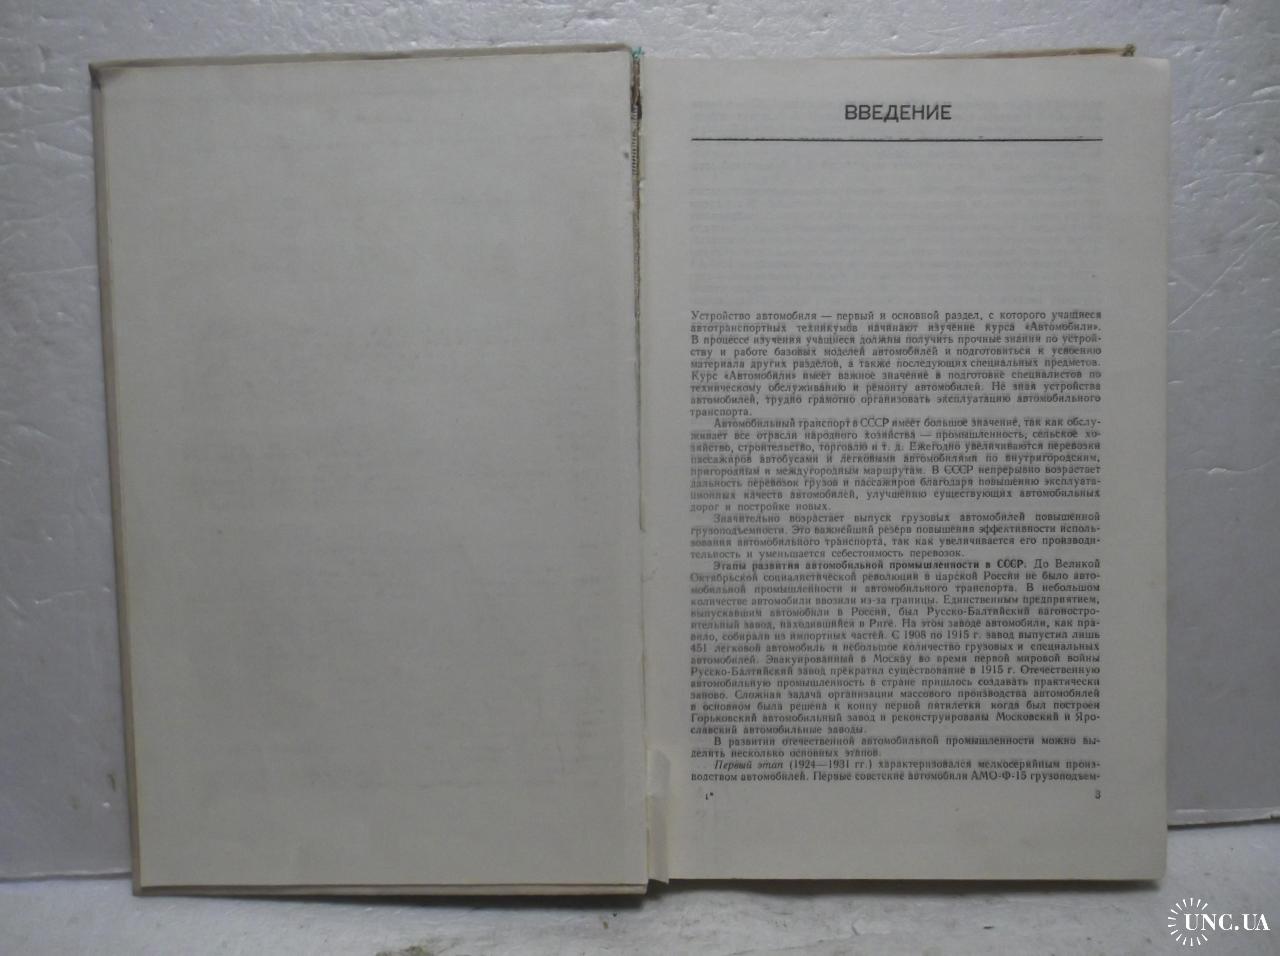 ВВЕДЕНИЕ
Устройство автомобиля — первый и основной раздел, с которого учащиеся
автотранспортных техникумов начинают изучение курса «Автомобили».
В процессе изучения учащиеся должны получить прочные знания по устрой-
ству и работе базовых моделей автомобилей и подготовиться к усвоению
материала других разделов, а также последующих специальных предметов.
Курс «Автомобили» имеет важное значение в подготовке специалистов по
техническому обслуживанию и ремонту автомобилей. Не зная устройства
автомобилей, трудно грамотно организовать эксплуатацию автомобильного
транспорта.
Автомобильный транспорт в СССР имеет большое значение, так как обслу-
живает все отрасли народного хозяйства — промышленность, сельское хо-
зяйство, строительство, торговлю и т. д. Ежегодно увеличиваются перевозки
пассажиров автобусами и легковыми автомобилями по внутригородским,
пригородным и междугородным маршрутам. В СССР непрерывно возрастает
дальность перевозок грузов и пассажиров благодаря повышению эксплуата-
ционных качеств автомобилей, улучшению существующих автомобильных
дорог и постройке новых.
Значительно возрастает выпуск грузовых автомобилей повышенной
грузоподъемности. Это важнейший резерв повышения эффективности исполь-
зования автомобильного транспорта, так как увеличивается его производи-
тельность и уменьшается себестоимость перевозок.
Этапы развития автомобильной промышленности в СССР. До Великой
Октябрьской социалистической революции в царской России не было авто-
мобильной промышленности и автомобильного транспорта. В небольшом
количестве автомобили ввозили из-за границы. Единственным предприятием,
выпускавшим автомобили в России, был Русско-Балтийский вагонострои-
тельный завод, находившийся в Риге. На этом заводе автомобили, как пра-
вило, собирали из импортных частей. С 1908 по 1915 г. завод выпустил лишь
451 легковой автомобиль и небольшое количество грузовых и специальных
автомобилей. Эвакуированный в Москву во время первой мировой войны
Русско-Балтийский завод прекратил существование в 1915 г. Отечественную
автомобильную промышленность в стране пришлось создавать практически
заново. Сложная задача организации массового производства автомобилей
в основном была решена к концу первой пятилетки когда был построен
Горьковский автомобильный завод и реконструированы Московский и Яро-
славский автомобильные заводы.
В развитии отечественной автомобильной промышленности можно вы-
делить несколько основных этапов.
Первый этап (1924—1931 гг.) характеризовался мелкосерийным произ-
водством автомобилей. Первые советские автомобили АМО-Ф-15 грузоподъем-
1* 3
UNC.UA